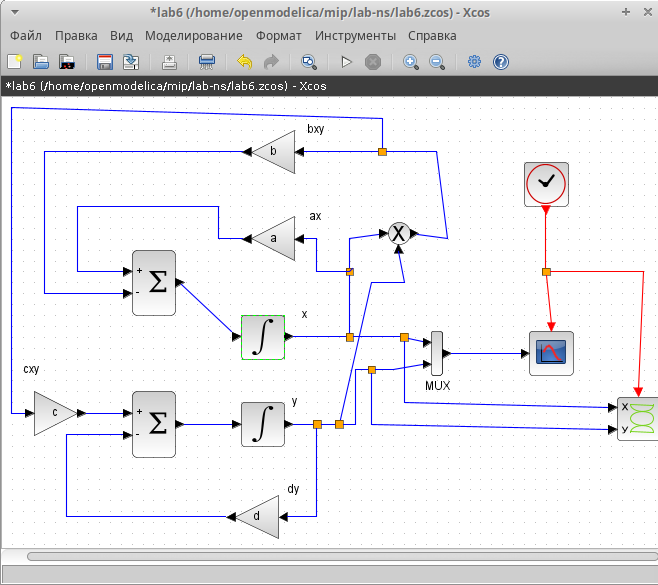 *lab6 (/home/openmodelica/mip/lab-ns/lab6.zcos) - Xcos
Файл Правка Вид Моделирование Формат Инструменты Справка
*lab6 (/home/openmodelica/mip/lab-ns/lab6.zcos) - Xcos
bxy
b
ax
a
X
+
-
Σ
x
∫
cxy
MUX
X
Y
c
+
-
Σ
y
∫
dy
d